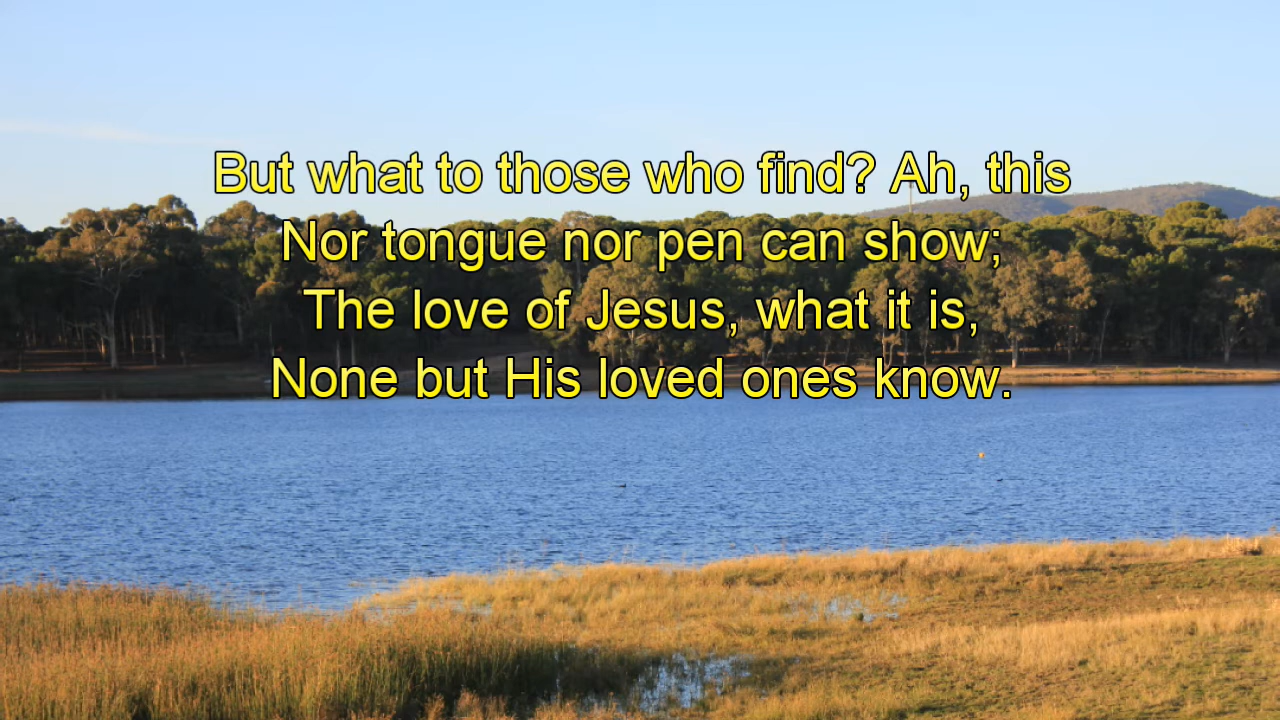 But what to those who find? Ah, this
Nor tongue nor pen can show;
The love of Jesus, what it is,
None but His loved ones know.